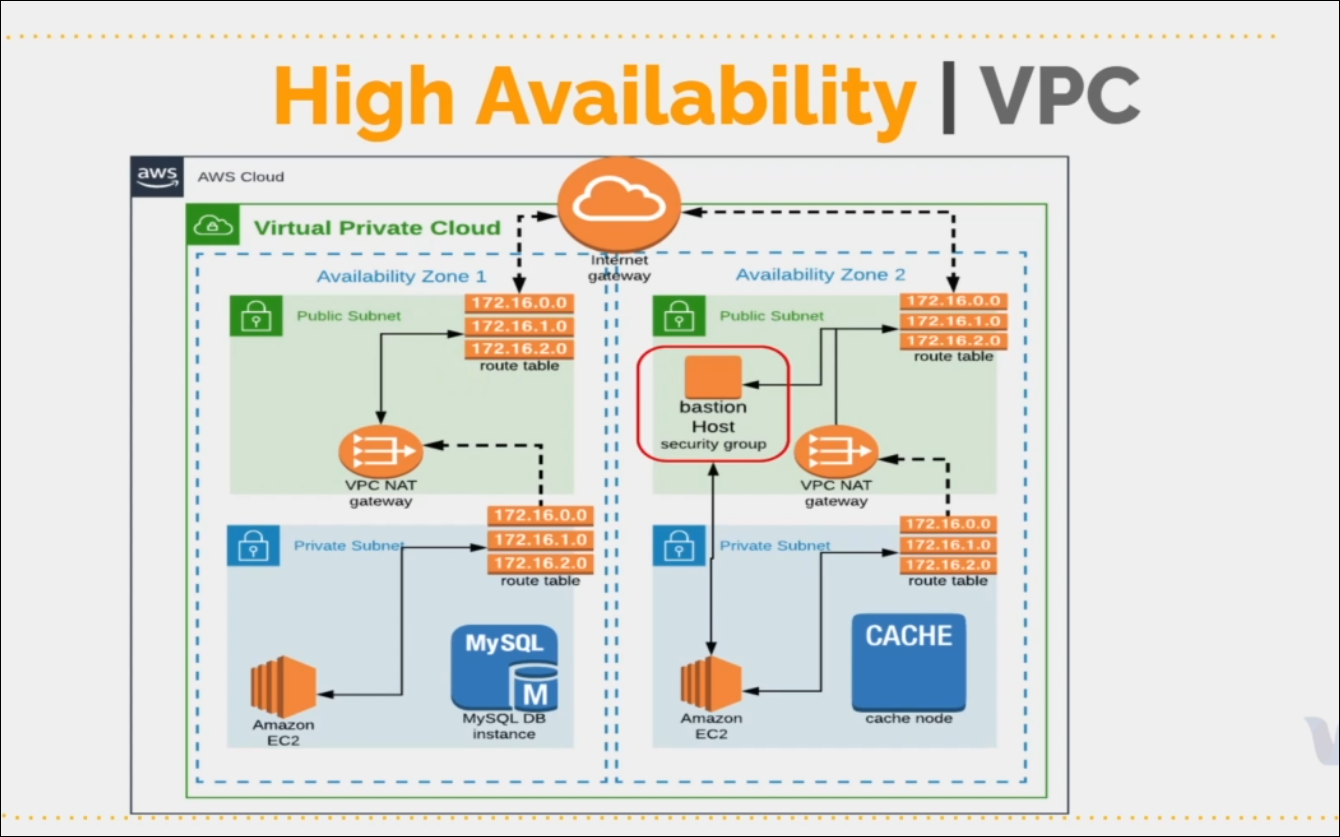 High Availability | VPC
aws
AWS Cloud
Virtual Private Cloud
Internet
gateway
Availability Zone 1
Public Subnet
172.16.0.0
172.16.1.0
172.16.2.0
route table
VPC NAT
gateway
Private Subnet
172.16.0.0
172.16.1.0
172.16.2.0
route table
Amazon
EC2
MySQL
M
MySQL DB
instance
Availability Zone 2
Public Subnet
172.16.0.0
172.16.1.0
172.16.2.0
route table
bastion
Host
security group
VPC NAT
gateway
Private Subnet
172.16.0.0
172.16.1.0
172.16.2.0
route table
Amazon
EC2
CACHE
cache node